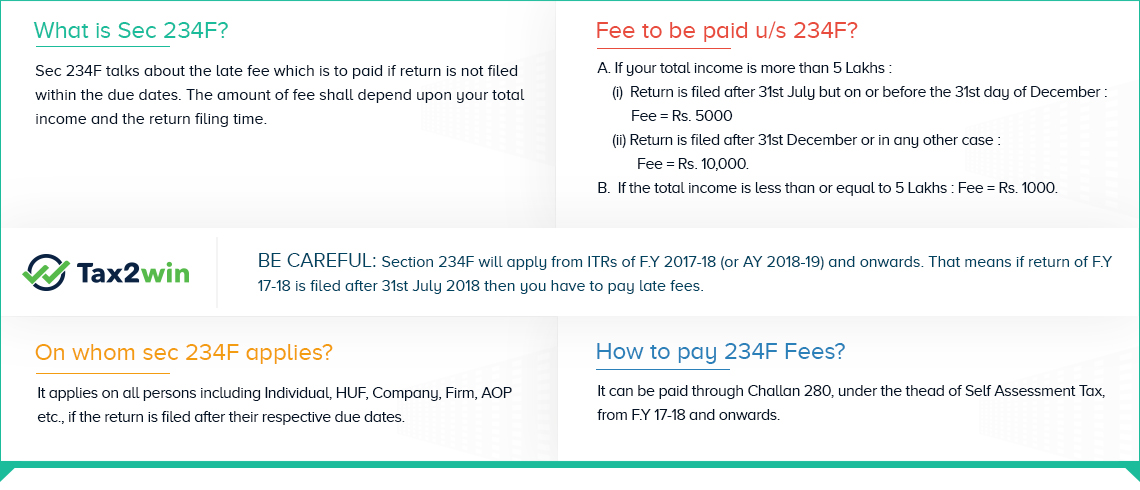 What is Sec 234F?
Sec 234F talks about the late fee which is to paid if return is not filed
within the due dates. The amount of fee shall depend upon your total
income and the return filing time.
Fee to be paid u/s 234F?
A. If your total income is more than 5 Lakhs :
(i) Return is filed after 31st July but on or before the 31st day of December :
Fee = Rs. 5000
(ii) Return is filed after 31st December or in any other case :
Fee = Rs. 10,000.
B. If the total income is less than or equal to 5 Lakhs : Fee = Rs. 1000.
Tax2win
BE CAREFUL: Section 234F will apply from ITRs of F.Y 2017-18 (or AY 2018-19) and onwards. That means if return of F.Y
17-18 is filed after 31st July 2018 then you have to pay late fees.
On whom sec 234F applies?
It applies on all persons including Individual, HUF, Company, Firm, AOP
etc., if the return is filed after their respective due dates.
How to pay 234F Fees?
It can be paid through Challan 280, under the thead of Self Assessment Tax,
from F.Y 17-18 and onwards.